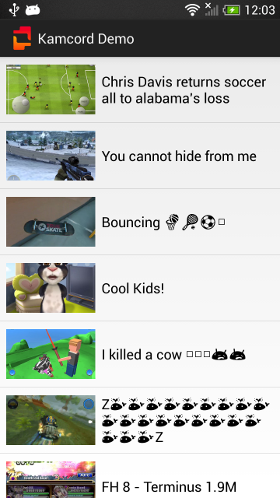 12:03
Kamcord Demo
Chris Davis returns soccer
all to alabama's loss
You cannot hide from me
SKATE
Bouncing 🏀🎾⚽□
Cool Kids!
I killed a cow □□□😈😈
Z🐳🐳🐳🐳🐳🐳🐳🐳
🐳🐳🐳🐳🐳🐳🐳🐳🐳
🐳🐳🐳Z
FH 8 - Terminus 1.9M